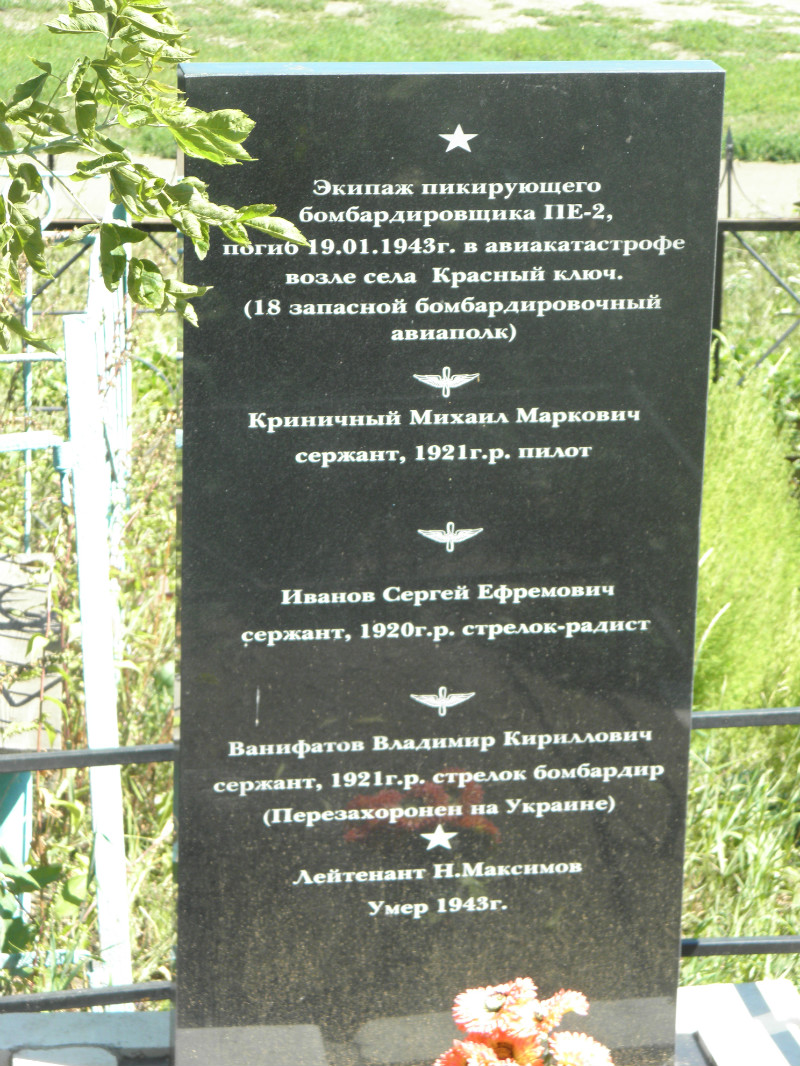 Экипаж пикирующего
бомбардировщика ПЕ-2,
погиб 19.01.1943г. в авиакатастрофе
возле села Красный ключ.
(18 запасной бомбардировочный
авиаполк)
Криничный Михаил Маркович
сержант, 1921г.р. пилот
Иванов Сергей Ефремович
сержант, 1920г.р. стрелок-радист
Ванифатов Владимир Кириллович
сержант, 1921г.р. стрелок бомбардир
(Перезахоронен на Украине)
Лейтенант Н.Максимов
Умер 1943г.